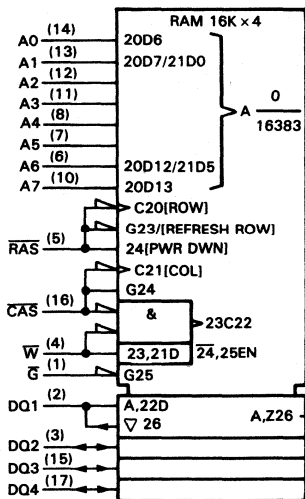 RAM 16K × 4
A0 (14) 20D6
A1 (13) 20D7/21D0
A2 (12)
A3 (11)
A4 (8)
A5 (7)
A6 (6) 20D12/21D5
A7 (10) 20D13
A 0/16383
C20[ROW]
G23/[REFRESH ROW]
RAS (5) 24[PWR DWN]
C21[COL]
G24
CAS (16) & 23C22
W (4) 23,21D 24,25EN
G (1) G25
DQ1 (2) A,22D
▽ 26 A,Z26
DQ2 (3)
DQ3 (15)
DQ4 (17)